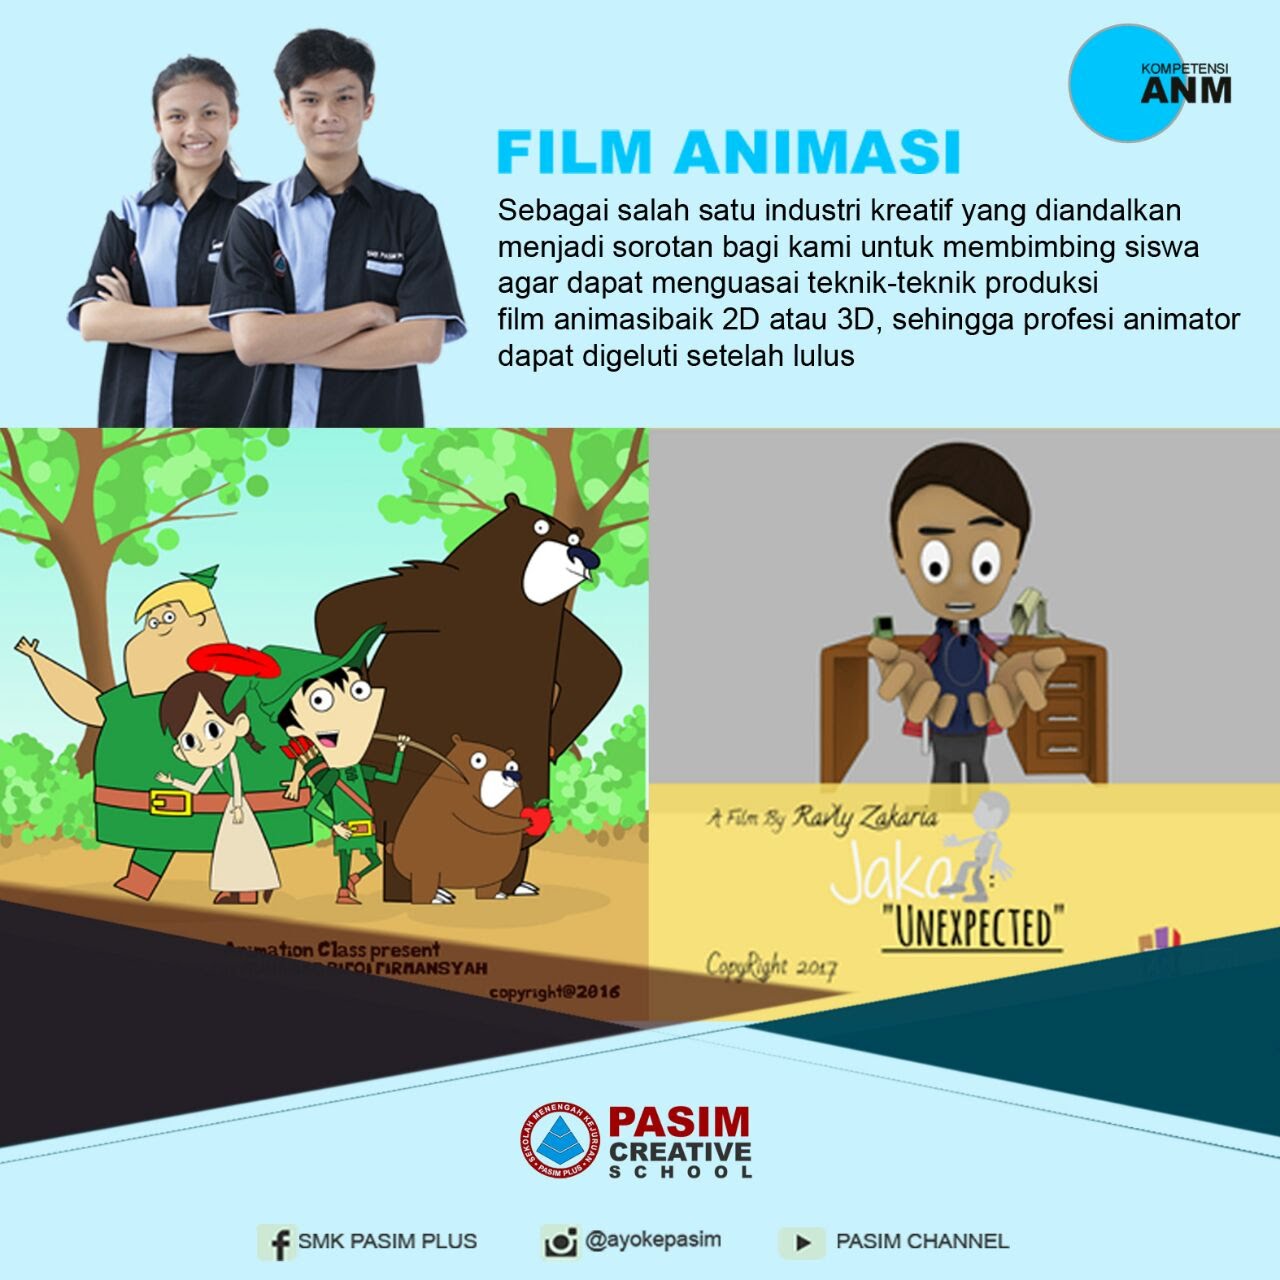 KOMPETENSI
ANM
FILM ANIMASI
Sebagai salah satu industri kreatif yang diandalkan
menjadi sorotan bagi kami untuk membimbing siswa
agar dapat menguasai teknik-teknik produksi
film animasibaik 2D atau 3D, sehingga profesi animator
dapat digeluti setelah lulus
SMK PASIM
A Film By Ravly Zakaria
Jaka :
"UNEXPECTED"
CopyRight 2017
Animation Class present
FIRMANSYAH
copyright@2016
SEKOLAH MENENGAH KEJURUAN
PASIM PLUS
PASIM
CREATIVE
SCHOOL
SMK PASIM PLUS
@ayokepasim
PASIM CHANNEL